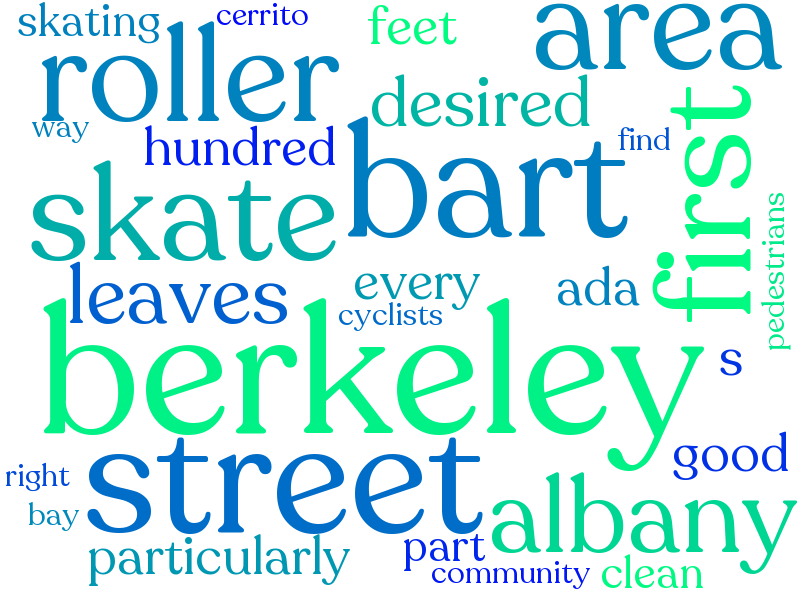 skating
cerrito
feet
area
roller
desired
first
way
hundred
bart
find
skate
pedestrians
leaves
every
ada
cyclists
berkeley
s
street
good
right
albany
bay
particularly
part
community
clean